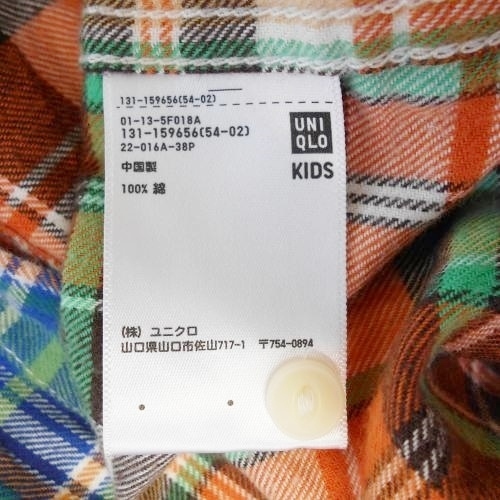 131-159656(54-02)
01-13-5F018A
131-159656(54-02)
22-016A-38P
中国製
100% 綿
UNI
QLO
KIDS
(株) ユニクロ
山口県山口市佐山717-1 〒754-0894